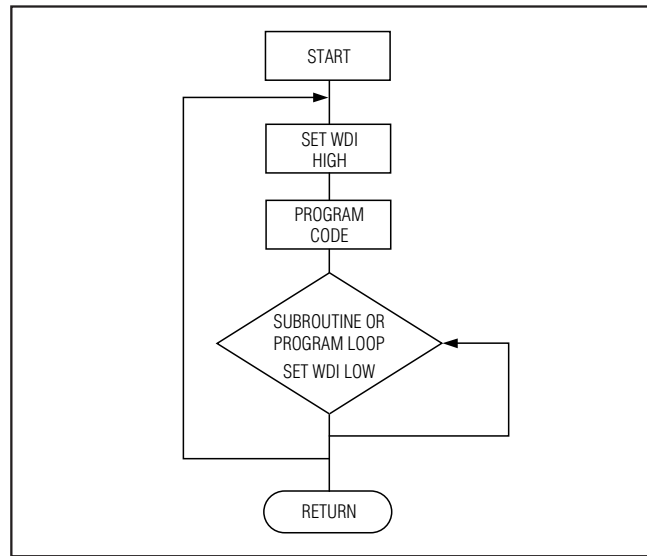 START
SET WDI
HIGH
PROGRAM
CODE
SUBROUTINE OR
PROGRAM LOOP
SET WDI LOW
RETURN